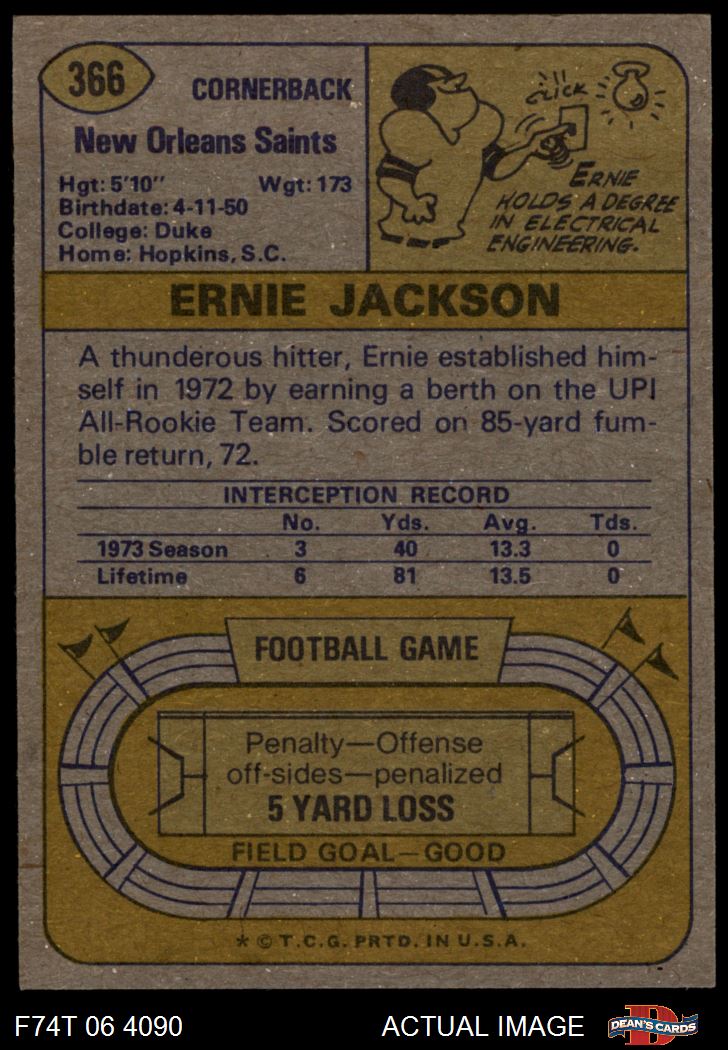 366
CORNERBACK
New Orleans Saints
Hgt: 5'10" Wgt: 173
Birthdate: 4-11-50
College: Duke
Home: Hopkins, S.C.
CLICK
ERNIE
HOLDS A DEGREE
IN ELECTRICAL
ENGINEERING.
ERNIE JACKSON
A thunderous hitter, Ernie established him-
self in 1972 by earning a berth on the UPI
All-Rookie Team. Scored on 85-yard fum-
ble return, 72.
INTERCEPTION RECORD
No. Yds. Avg. Tds.
1973 Season 3 40 13.3 0
Lifetime 6 81 13.5 0
FOOTBALL GAME
Penalty—Offense
off-sides—penalized
5 YARD LOSS
FIELD GOAL—GOOD
* © T.C.G. PRTD. IN U.S.A.
F74T 06 4090 ACTUAL IMAGE
D
DEAN'S CARDS